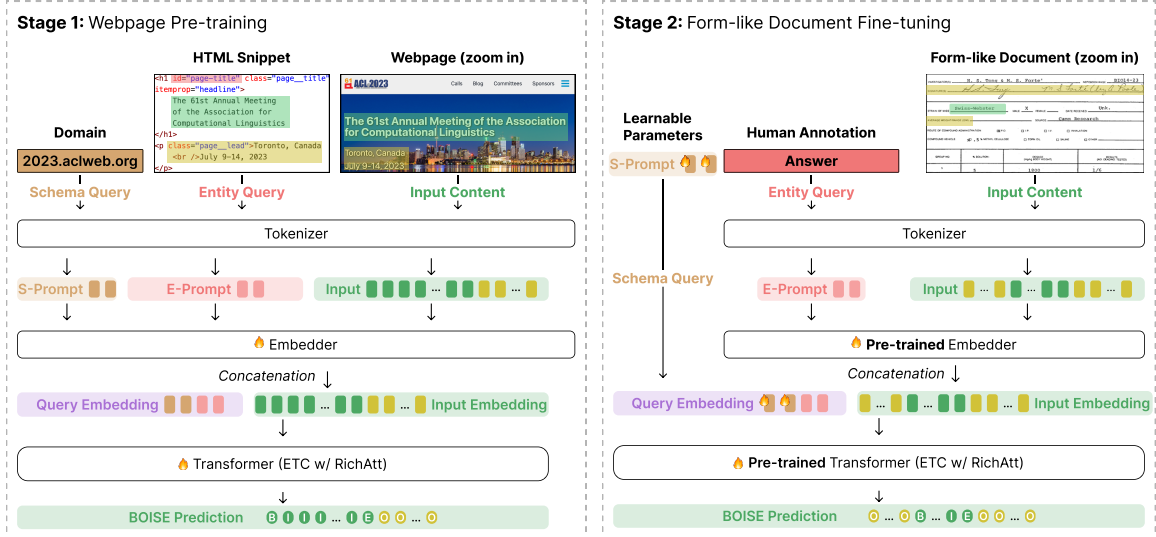 Stage 1: Webpage Pre-training
HTML Snippet
Webpage (zoom in)
Domain
2023.aclweb.org
<h1 id="page-title" class="page__title"
itemprop="headline">
The 61st Annual Meeting
of the Association for
Computational Linguistics
</h1>
<p class="page__lead">Toronto, Canada
<br />July 9–14, 2023
</p>
ACL 2023
Calls Blog Committees Sponsors
The 61st Annual Meeting of the Association
for Computational Linguistics
Toronto, Canada
July 9-14, 2023
Schema Query
Entity Query
Input Content
Tokenizer
S-Prompt
E-Prompt
Input ... ...
Embedder
Concatenation
Query Embedding
... ... Input Embedding
Transformer (ETC w/ RichAtt)
BOISE Prediction B I I I ... I E O O ... O
Stage 2: Form-like Document Fine-tuning
Form-like Document (zoom in)
Learnable
Parameters
Human Annotation
S-Prompt
Answer
Swiss-Webster
Unk.
Camo Research
Entity Query
Input Content
Tokenizer
Schema Query
E-Prompt
Input ... ... ...
Pre-trained Embedder
Concatenation
Query Embedding
... ... ... Input Embedding
Pre-trained Transformer (ETC w/ RichAtt)
BOISE Prediction O ... O B ... I E O O ... O